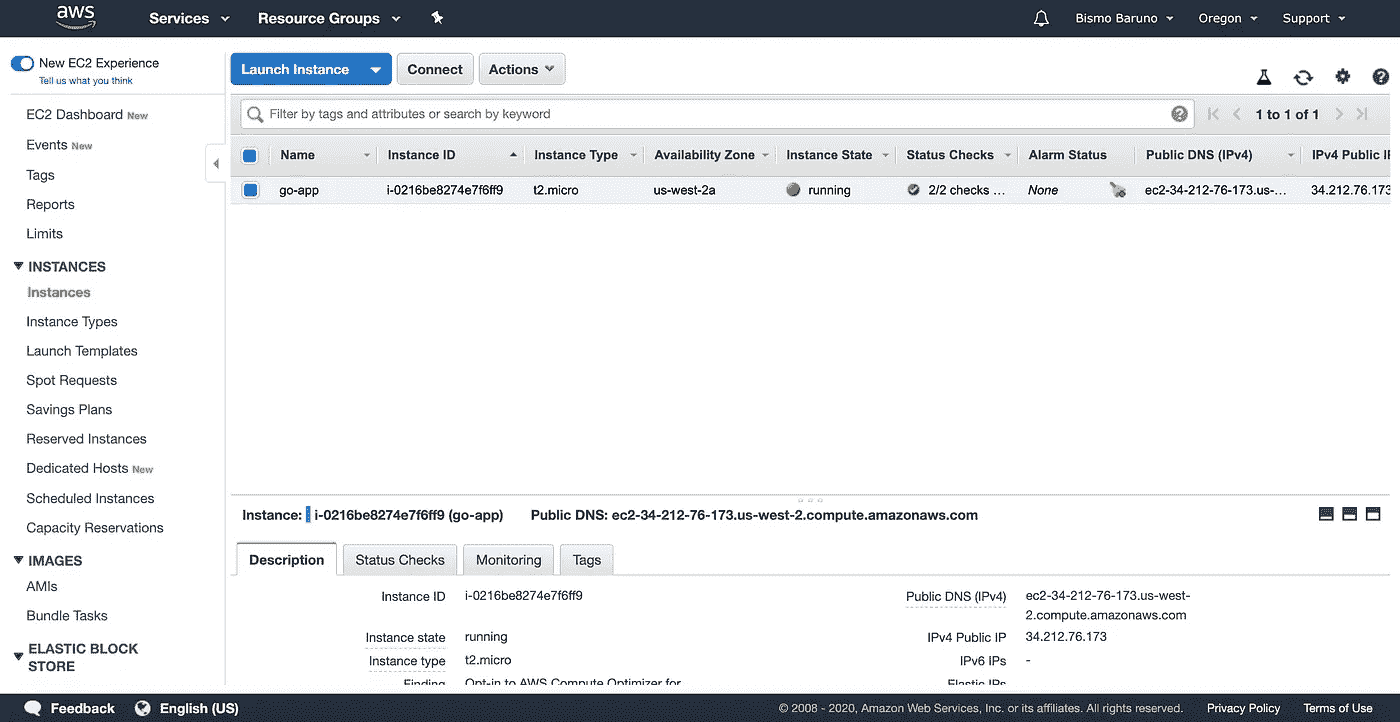 aws Services Resource Groups Bismo Baruno Oregon Support
New EC2 Experience
Tell us what you think
EC2 Dashboard New
Events New
Tags
Reports
Limits
INSTANCES
Instances
Instance Types
Launch Templates
Spot Requests
Savings Plans
Reserved Instances
Dedicated Hosts New
Scheduled Instances
Capacity Reservations
IMAGES
AMIs
Bundle Tasks
ELASTIC BLOCK
STORE
Launch Instance Connect Actions
Filter by tags and attributes or search by keyword 1 to 1 of 1
Name Instance ID Instance Type Availability Zone Instance State Status Checks Alarm Status Public DNS (IPv4) IPv4 Public
go-app i-0216be8274e7f6ff9 t2.micro us-west-2a running 2/2 checks ... None ec2-34-212-76-173.us-... 34.212.76.173
Instance: i-0216be8274e7f6ff9 (go-app) Public DNS: ec2-34-212-76-173.us-west-2.compute.amazonaws.com
Description Status Checks Monitoring Tags
Instance ID i-0216be8274e7f6ff9 Public DNS (IPv4) ec2-34-212-76-173.us-west-
2.compute.amazonaws.com
Instance state running IPv4 Public IP 34.212.76.173
Instance type t2.micro IPv6 IPs -
Finding Opt-in to AWS Compute Optimizer for Elastic IPs
Feedback English (US) © 2008 - 2020, Amazon Web Services, Inc. or its affiliates. All rights reserved. Privacy Policy Terms of Use